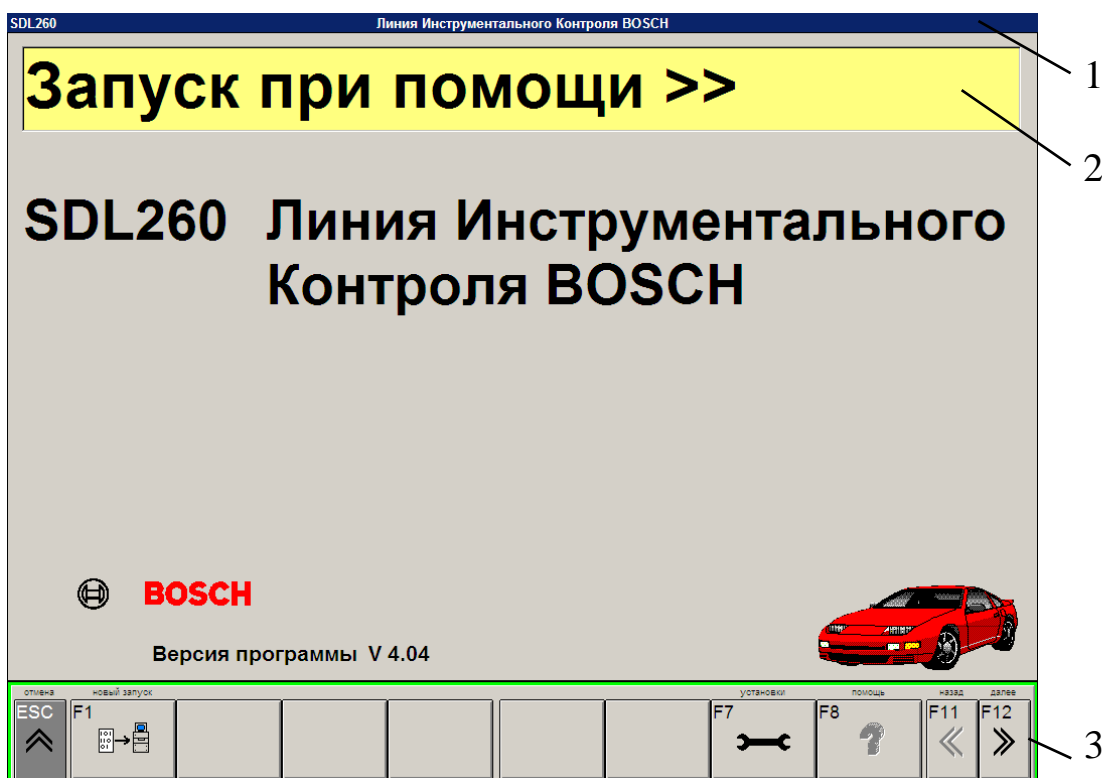 SDL260 Линия Инструментального Контроля BOSCH
1
Запуск при помощи >>
2
SDL260 Линия Инструментального
Контроля BOSCH
BOSCH
Версия программы V 4.04
отмена новый запуск установки помощь назад далее
ESC F1 F7 F8 F11 F12
3